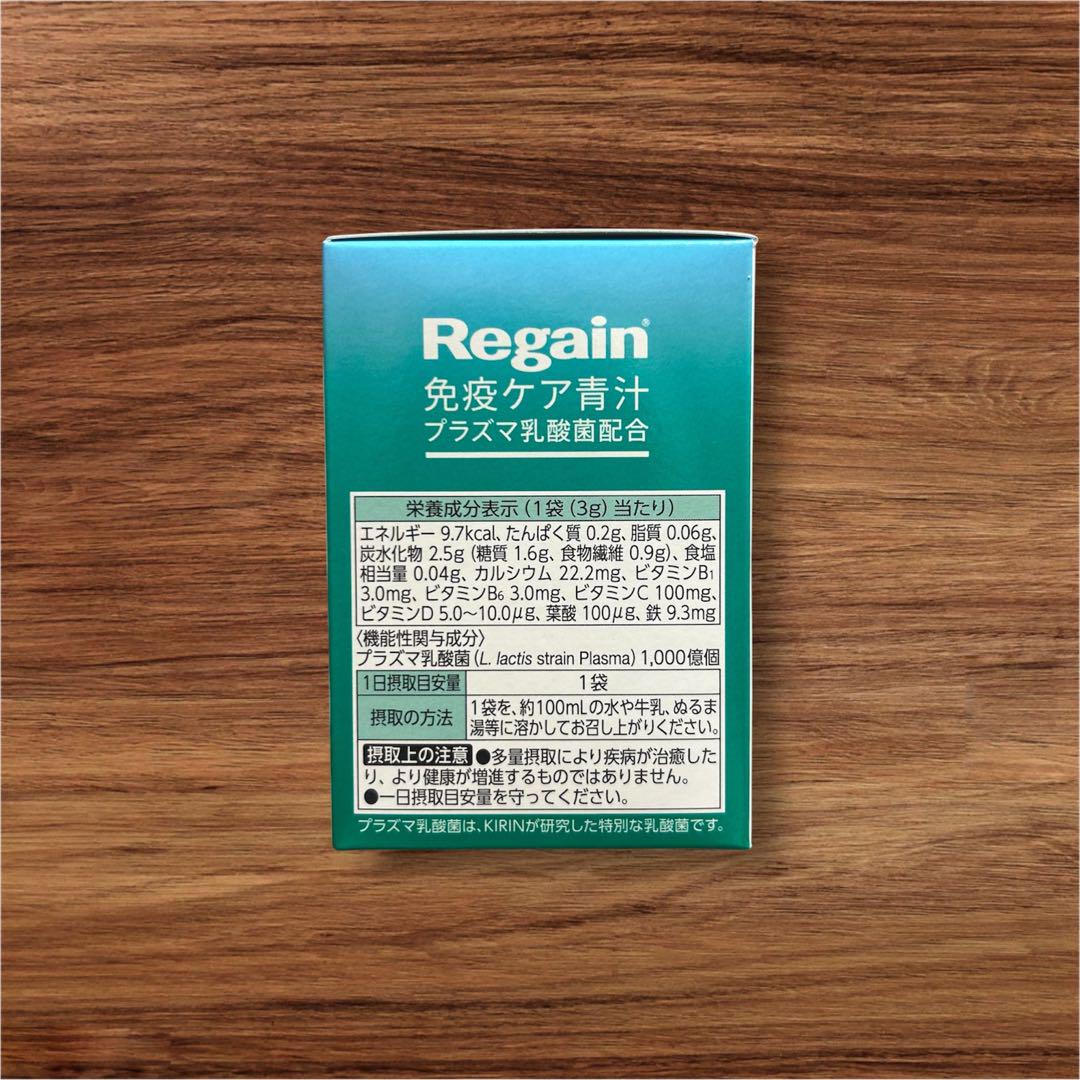 Regain®
免疫ケア青汁
プラズマ乳酸菌配合
栄養成分表示(1袋(3g)当たり)
エネルギー 9.7kcal、たんぱく質 0.2g、脂質 0.06g、
炭水化物 2.5g(糖質 1.6g、食物繊維 0.9g)、食塩
相当量 0.04g、カルシウム 22.2mg、ビタミンB1
3.0mg、ビタミンB6 3.0mg、ビタミンC 100mg、
ビタミンD 5.0〜10.0μg、葉酸 100μg、鉄 9.3mg
〈機能性関与成分〉
プラズマ乳酸菌(L. lactis strain Plasma)1,000億個
1日摂取目安量 1袋
摂取の方法 1袋を、約100mLの水や牛乳、ぬるま
湯等に溶かしてお召し上がりください。
摂取上の注意 ●多量摂取により疾病が治癒した
り、より健康が増進するものではありません。
●一日摂取目安量を守ってください。
プラズマ乳酸菌は、KIRINが研究した特別な乳酸菌です。